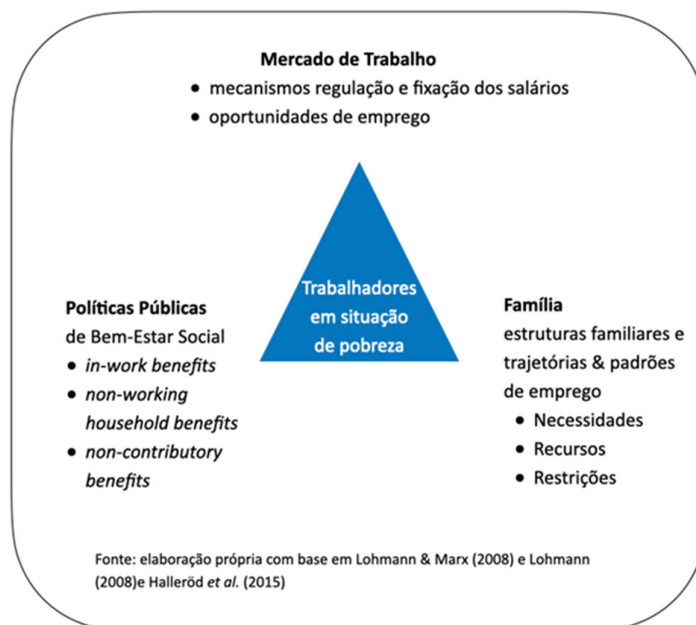 Mercado de Trabalho
• mecanismos regulação e fixação dos salários
• oportunidades de emprego
Trabalhadores
em situação
de pobreza
Políticas Públicas
de Bem-Estar Social
• in-work benefits
• non-working
household benefits
• non-contributory
benefits
Família
estruturas familiares e
trajetórias & padrões
de emprego
• Necessidades
• Recursos
• Restrições
Fonte: elaboração própria com base em Lohmann & Marx (2008) e Lohmann
(2008)e Halleröd et al. (2015)